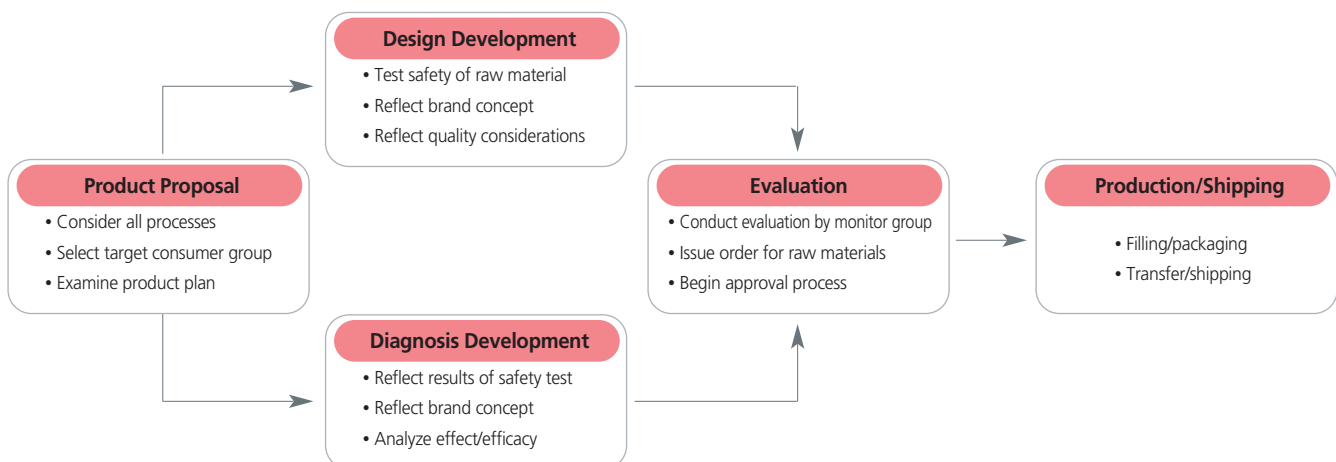 Design Development
• Test safety of raw material
• Reflect brand concept
• Reflect quality considerations
Product Proposal
• Consider all processes
• Select target consumer group
• Examine product plan
Evaluation
• Conduct evaluation by monitor group
• Issue order for raw materials
• Begin approval process
Production/Shipping
• Filling/packaging
• Transfer/shipping
Diagnosis Development
• Reflect results of safety test
• Reflect brand concept
• Analyze effect/efficacy